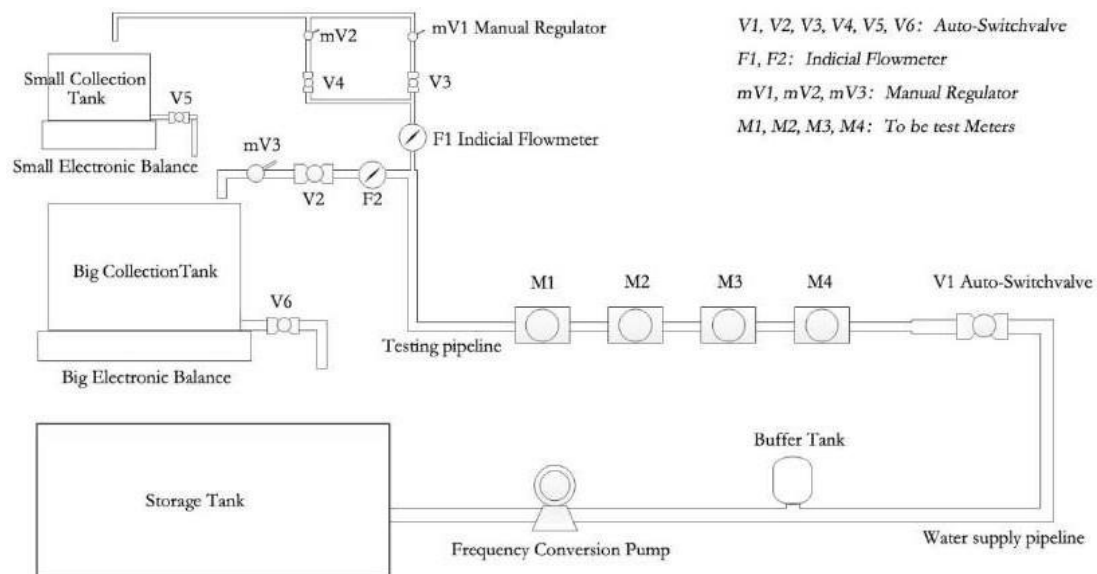 mV2
mV1 Manual Regulator
V1, V2, V3, V4, V5, V6: Auto-Switchvalve
F1, F2: Indicial Flowmeter
mV1, mV2, mV3: Manual Regulator
M1, M2, M3, M4: To be test Meters
Small Collection
Tank
V5
V4
V3
Small Electronic Balance
F1 Indicial Flowmeter
mV3
V2
F2
Big CollectionTank
V6
Big Electronic Balance
M1
M2
M3
M4
V1 Auto-Switchvalve
Testing pipeline
Storage Tank
Buffer Tank
Frequency Conversion Pump
Water supply pipeline